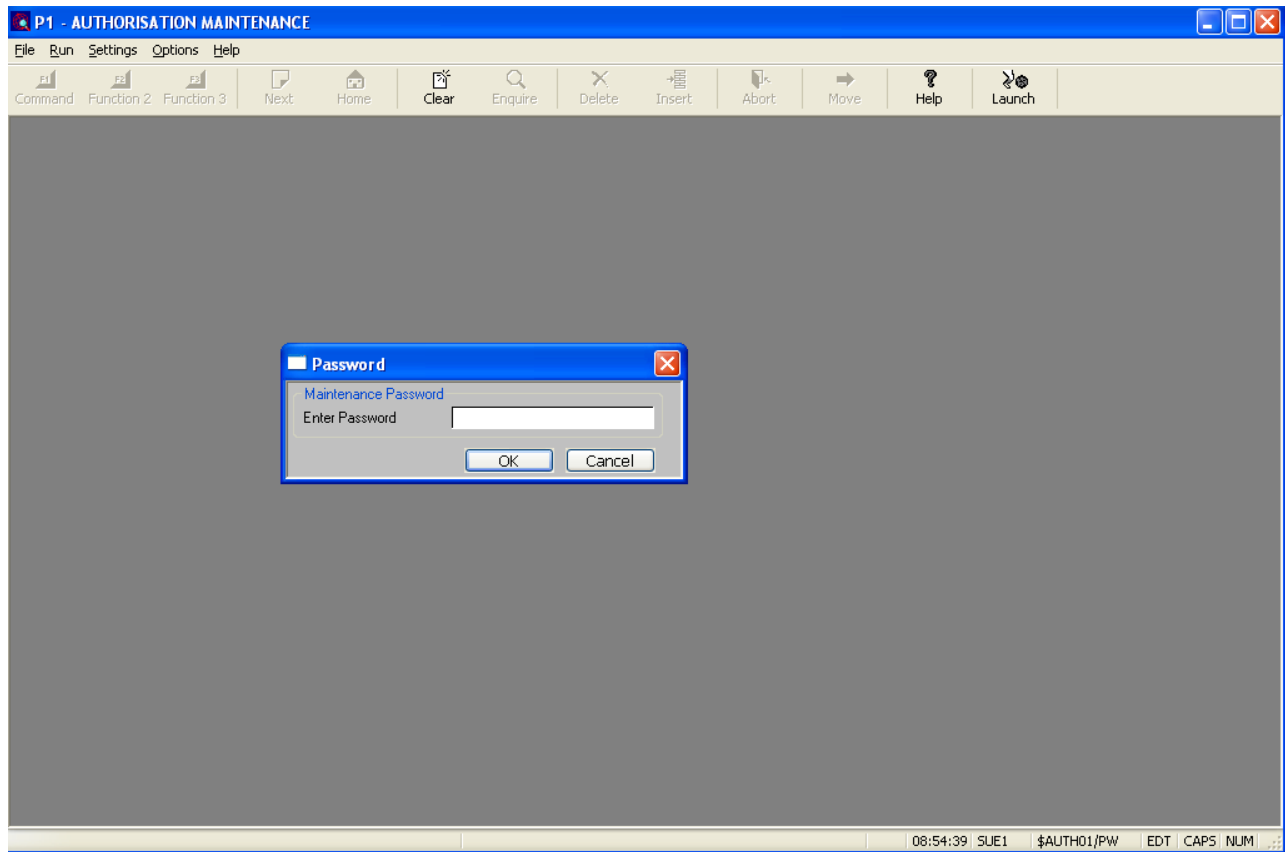 P1 - AUTHORISATION MAINTENANCE
File Run Settings Options Help
F1 F2 F3
Command Function 2 Function 3 Next Home Clear Enquire Delete Insert Abort Move Help Launch
Password
Maintenance Password
Enter Password
OK Cancel
08:54:39 SUE1 $AUTH01/PW EDT CAPS NUM